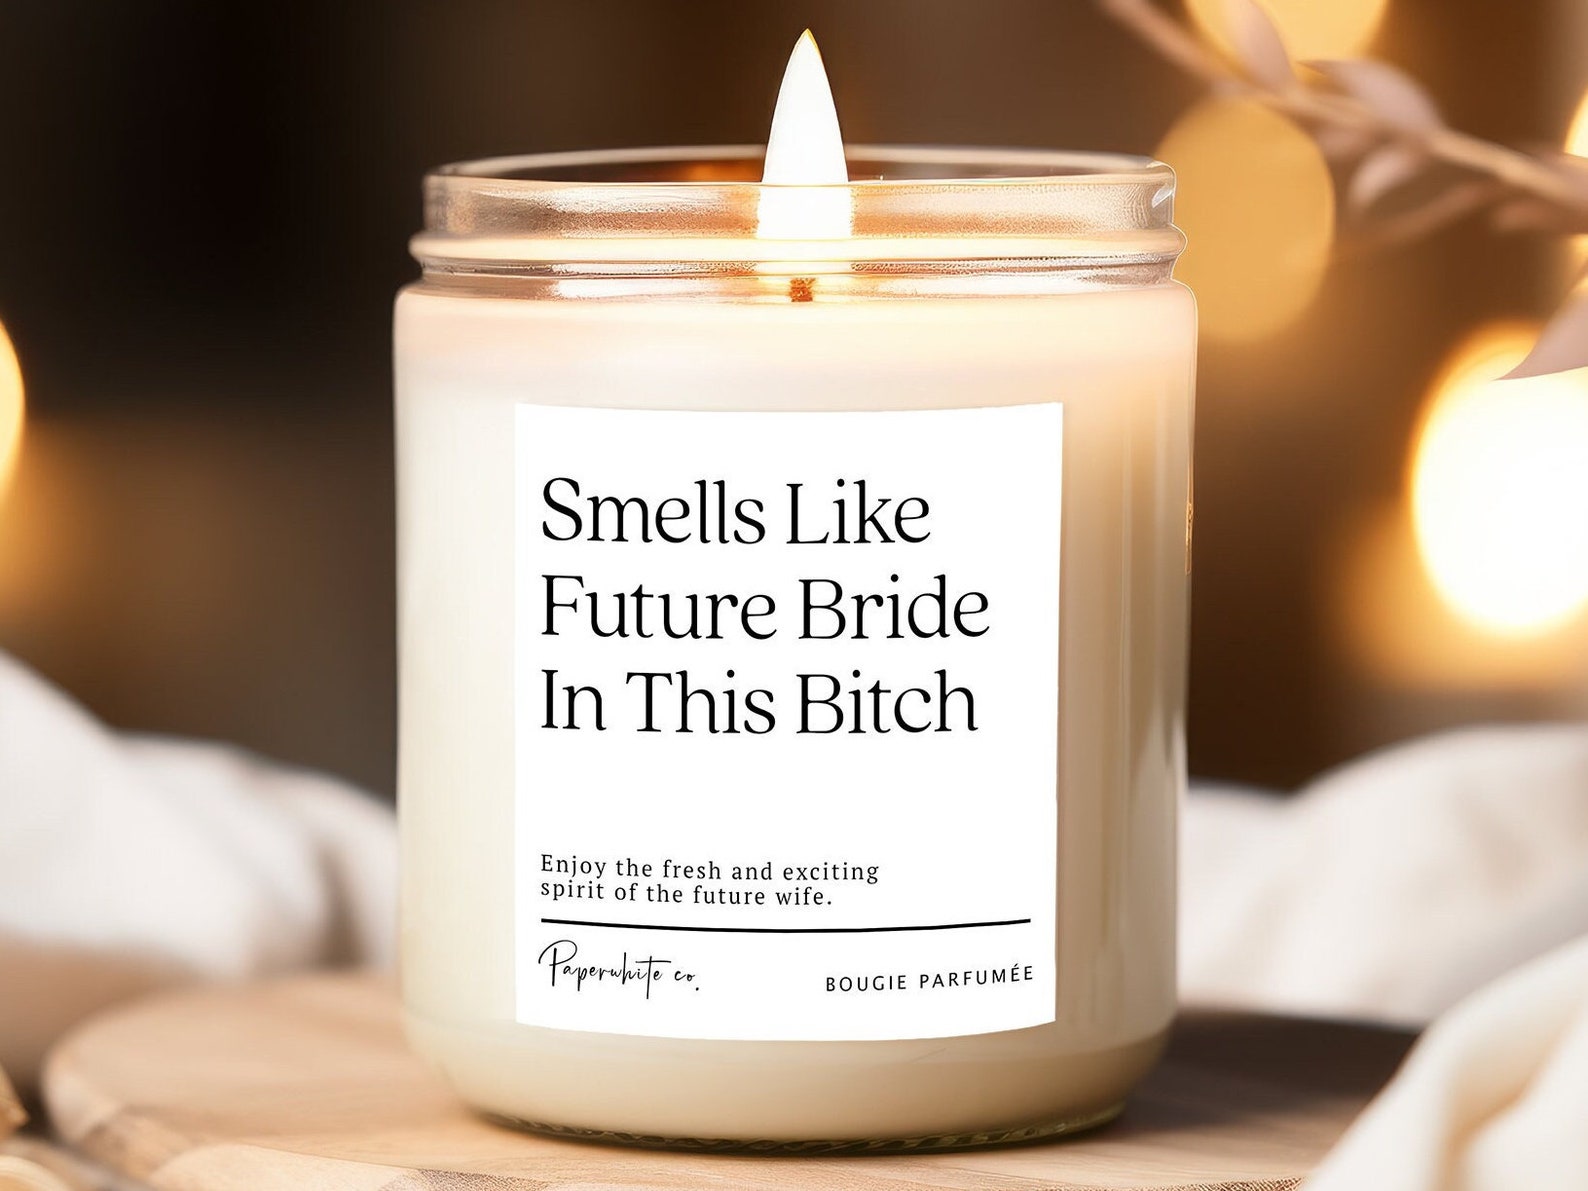 Smells Like
Future Bride
In This Bitch
Enjoy the fresh and exciting
spirit of the future wife.
Paperwhite co.
BOUGIE PARFUMÉE